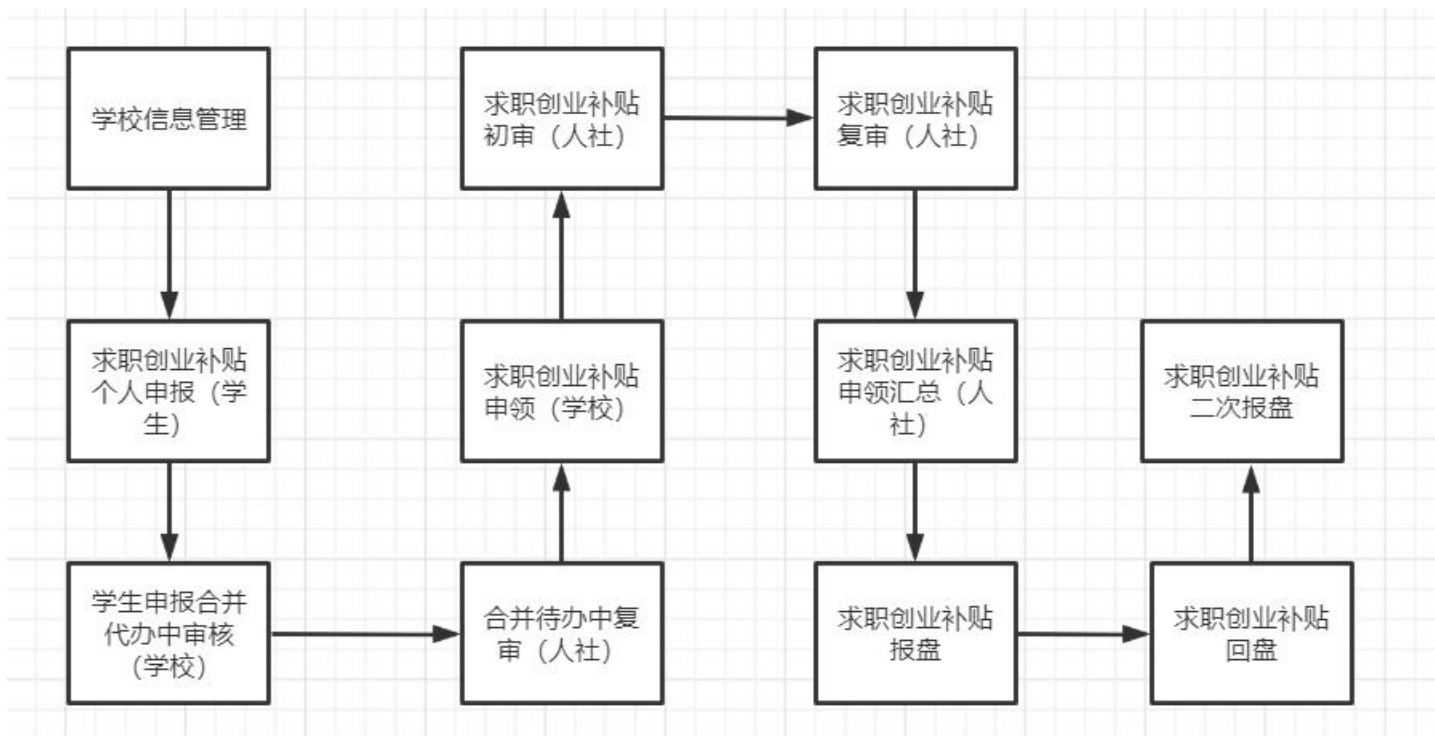 学校信息管理
求职创业补贴
个人申报（学
生）
学生申报合并
代办中审核
（学校）
合并待办中复
审（人社）
求职创业补贴
申领（学校）
求职创业补贴
初审（人社）
求职创业补贴
复审（人社）
求职创业补贴
申领汇总（人
社）
求职创业补贴
报盘
求职创业补贴
回盘
求职创业补贴
二次报盘